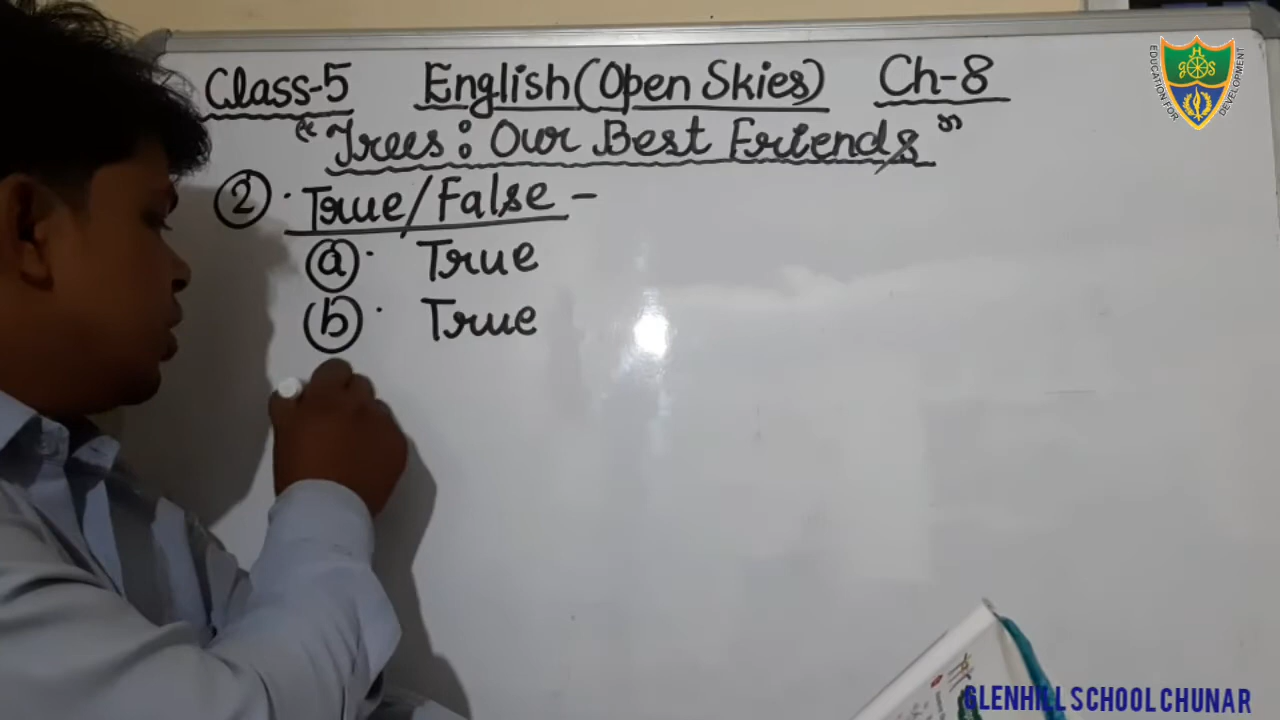 Class-5 English (Open Skies) Ch-8
"Trees: Our Best Friends"
② · True/False -
ⓐ · True
ⓑ · True
EDUCATION FOR DEVELOPMENT
GLENHILL SCHOOL CHUNAR